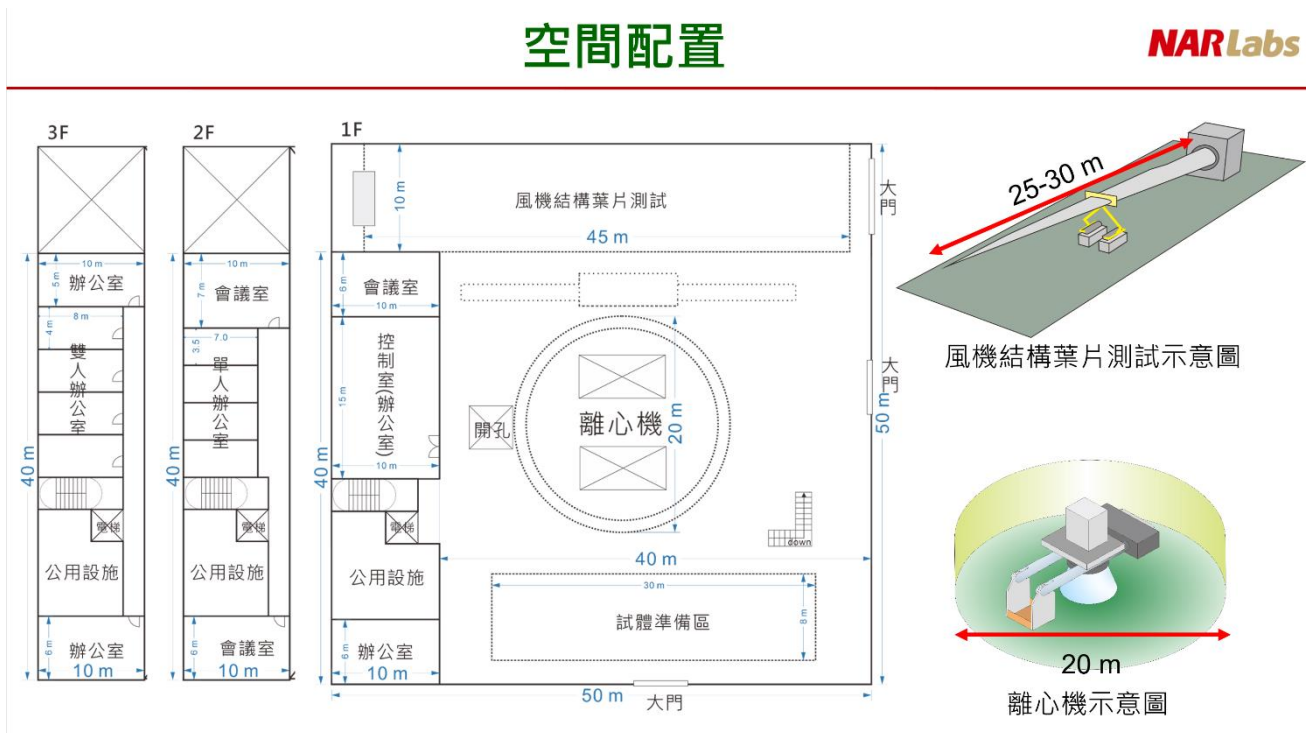 空間配置
NARLabs
3F
10 m
5 m
辦公室
8 m
4 m
雙人辦公室
40 m
電梯
公用設施
6 m
辦公室
10 m
2F
10 m
7 m
會議室
7.0
3.5
單人辦公室
40 m
電梯
公用設施
6 m
會議室
10 m
1F
10 m
風機結構葉片測試
45 m
大門
6 m
會議室
10 m
控制室(辦公室)
15 m
10 m
40 m
開孔
離心機
20 m
大門
50 m
電梯
down
公用設施
40 m
30 m
試體準備區
8 m
6 m
辦公室
10 m
50 m
大門
25-30 m
風機結構葉片測試示意圖
20 m
離心機示意圖